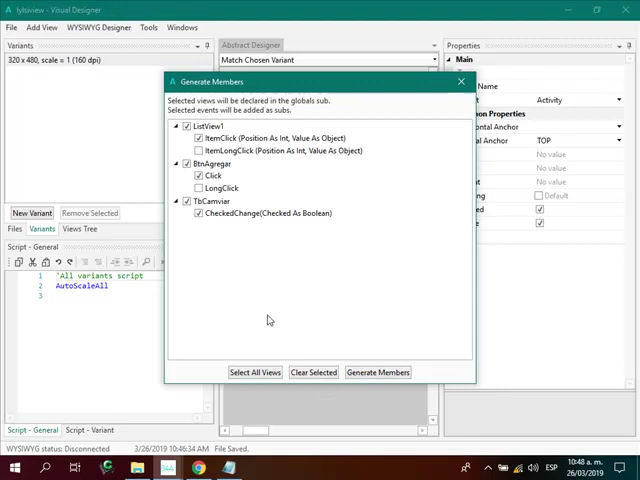 lylsview - Visual Designer
File
Add View
WYSIWYG Designer
Tools
Windows
Variants
Abstract Designer
Properties
320 x 480, scale = 1 (160 dpi)
Match Chosen Variant
Main
Name
Activity
Horizontal Anchor
TOP
No value
No value
No value
Default
Generate Members
Selected views will be declared in the globals sub.
Selected events will be added as subs.
ListView1
ItemClick (Position As Int, Value As Object)
ItemLongClick (Position As Int, Value As Object)
BtnAgregar
Click
LongClick
TbCamviar
CheckedChange(Checked As Boolean)
Select All Views
Clear Selected
Generate Members
New Variant
Remove Selected
Files
Variants
Views Tree
Script - General
1 'All variants script
2 AutoScaleAll
3
Script - General
Script - Variant
WYSIWYG status: Disconnected
3/26/2019 10:46:34 AM
File Saved.
ESP
10:48 a. m.
26/03/2019